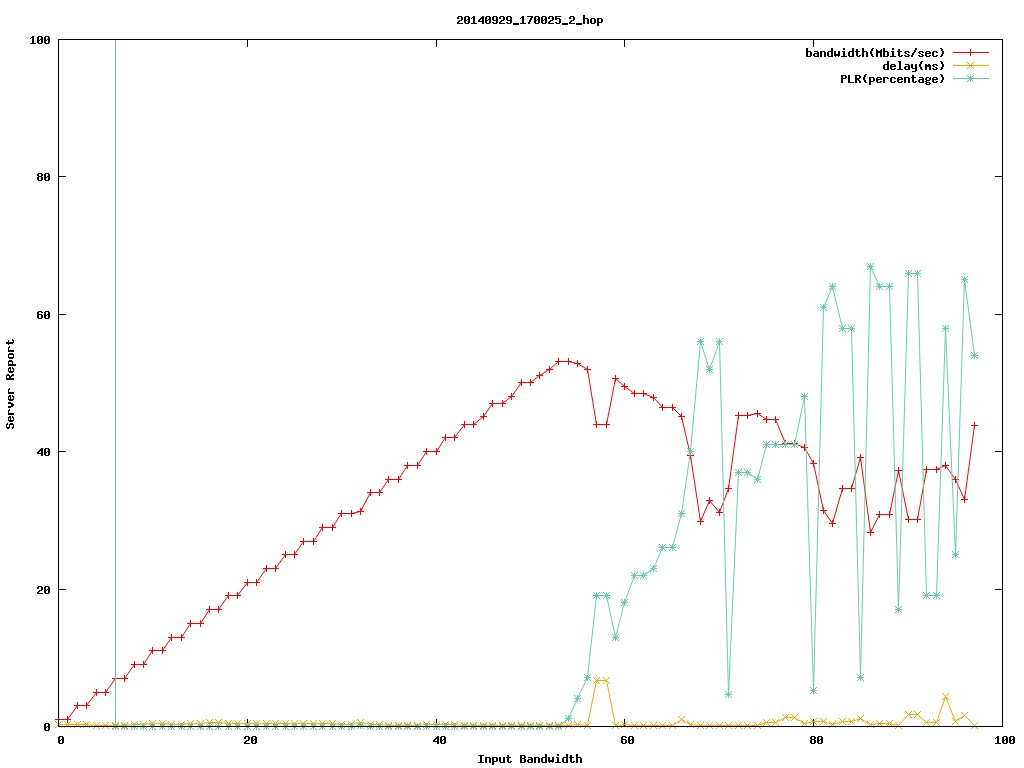 20140929_170025_2_hop
bandwidth(Mbits/sec)
delay(ms)
PLR(percentage)
100
80
60
40
20
0
Server Report
0 20 40 60 80 100
Input Bandwidth